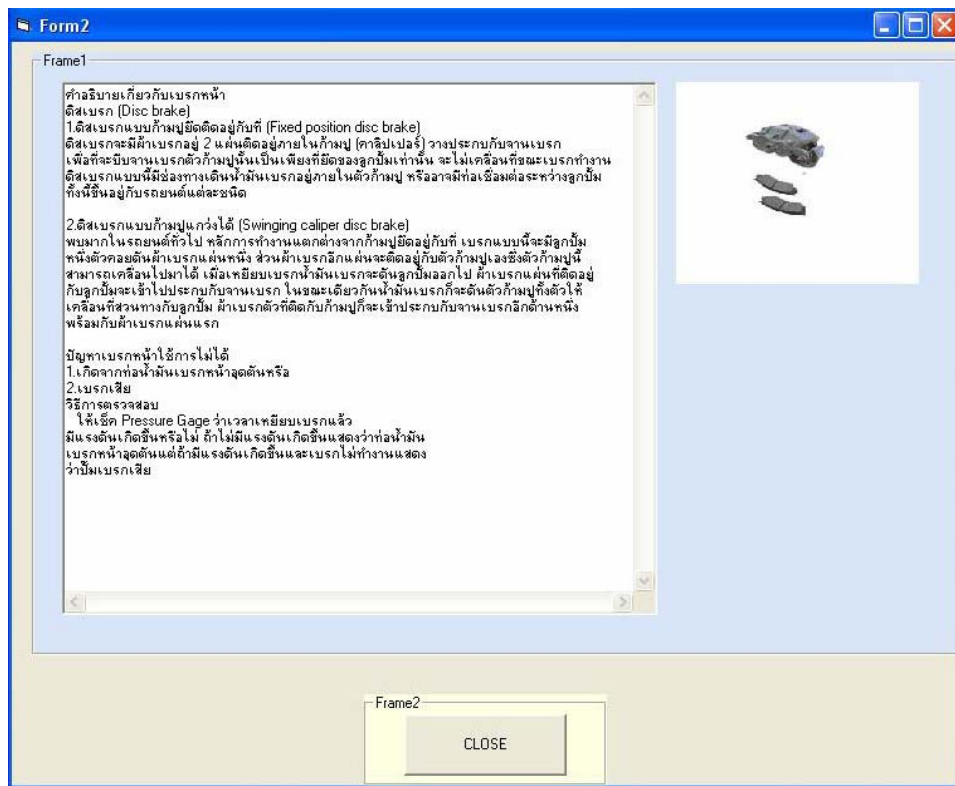 Form2
Frame1
คำอธิบายเกี่ยวกับเบรกหน้า
ดิสเบรก (Disc brake)
1.ดิสเบรกแบบก้ามปูยึดติดอยู่กับที่ (Fixed position disc brake)
ดิสเบรกจะมีผ้าเบรกอยู่ 2 แผ่นติดอยู่ภายในก้ามปู (คาลิปเปอร์) วางประกบกับจานเบรก
เพื่อที่จะบีบจานเบรกตัวก้ามปูนั้นเป็นเพียงที่ยึดของลูกปั๊มเท่านั้น จะไม่เคลื่อนที่ขณะเบรกทำงาน
ดิสเบรกแบบนี้มีช่องทางเดินน้ำมันเบรกอยู่ภายในตัวก้ามปู หรืออาจมีท่อเชื่อมต่อระหว่างลูกปั๊ม
ทั้งนี้ขึ้นอยู่กับรถยนต์แต่ละชนิด
2.ดิสเบรกแบบก้ามปูแกว่งได้ (Swinging caliper disc brake)
พบมากในรถยนต์ทั่วไป หลักการทำงานแตกต่างจากก้ามปูยึดอยู่กับที่ เบรกแบบนี้จะมีลูกปั๊ม
หนึ่งตัวคอยดันผ้าเบรกแผ่นหนึ่ง ส่วนผ้าเบรกอีกแผ่นจะติดอยู่กับตัวก้ามปูเองซึ่งตัวก้ามปูนี้
สามารถเคลื่อนไปมาได้ เมื่อเหยียบเบรกน้ำมันเบรกจะดันลูกปั๊มออกไป ผ้าเบรกแผ่นที่ติดอยู่
กับลูกปั๊มจะเข้าไปประกบกับจานเบรก ในขณะเดียวกันน้ำมันเบรกก็จะดันตัวก้ามปูทั้งตัวให้
เคลื่อนที่สวนทางกับลูกปั๊ม ผ้าเบรกตัวที่ติดกับก้ามปูก็จะเข้าประกบกับจานเบรกอีกด้านหนึ่ง
พร้อมกับผ้าเบรกแผ่นแรก
ปัญหาเบรกหน้าใช้การไม่ได้
1.เกิดจากท่อน้ำมันเบรกหน้าอุดตันหรือ
2.เบรกเสีย
วิธีการตรวจสอบ
ให้เช็ค Pressure Gage ว่าเวลาเหยียบเบรกแล้ว
มีแรงดันเกิดขึ้นหรือไม่ ถ้าไม่มีแรงดันเกิดขึ้นแสดงว่าท่อน้ำมัน
เบรกหน้าอุดตันแต่ถ้ามีแรงดันเกิดขึ้นและเบรกไม่ทำงานแสดง
ว่าปั๊มเบรกเสีย
Frame2
CLOSE